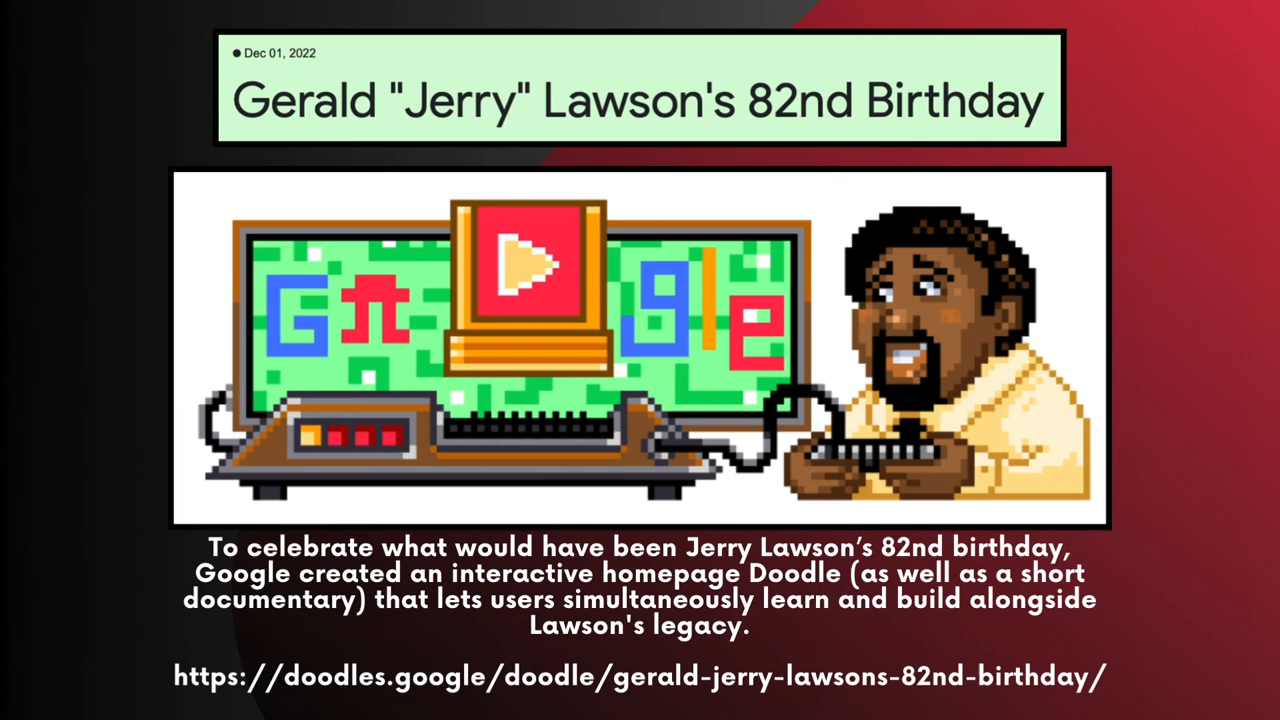 Dec 01, 2022
Gerald "Jerry" Lawson's 82nd Birthday
G gle
To celebrate what would have been Jerry Lawson’s 82nd birthday,
Google created an interactive homepage Doodle (as well as a short
documentary) that lets users simultaneously learn and build alongside
Lawson's legacy.
https://doodles.google/doodle/gerald-jerry-lawsons-82nd-birthday/